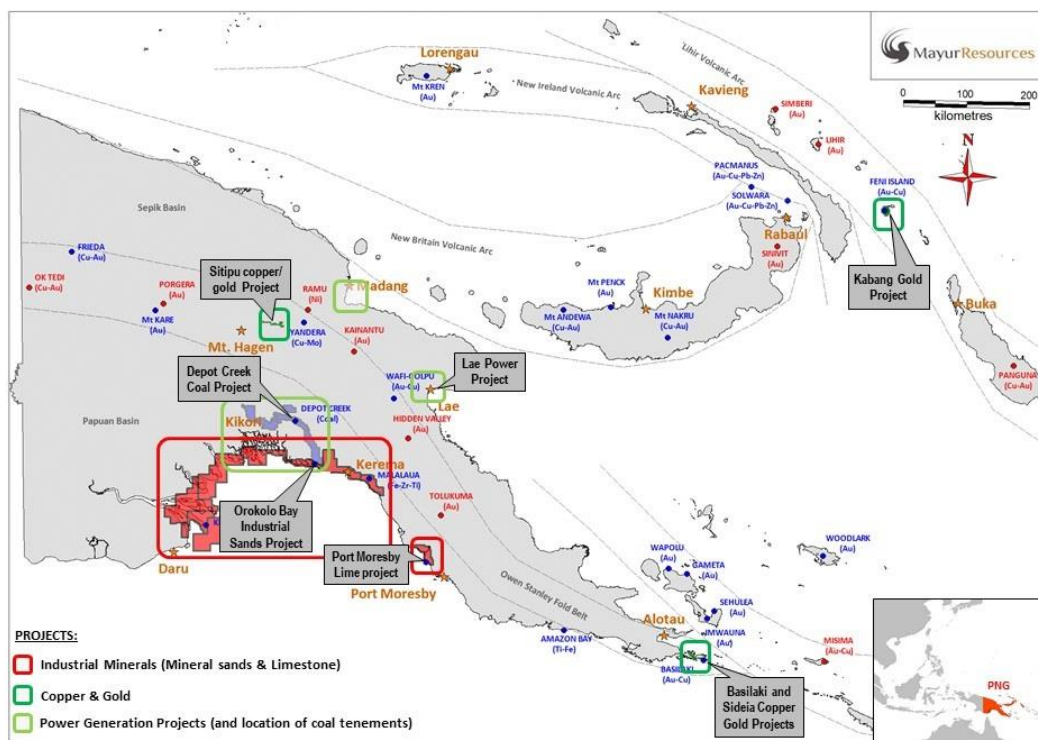 MayurResources
0 100 200
kilometres
N
Lorengau
Mt KREN
(Au)
Lihir Volcanic Arc
New Ireland Volcanic Arc
Kavieng
SIMBERI
(Au)
LIHIR
(Au)
PACMANUS
(Au-Cu-Pb-Zn)
SOLWARA
(Au-Cu-Pb-Zn)
FENI ISLAND
(Au-Cu)
Sepik Basin
New Britain Volcanic Arc
Rabaul
SINIVIT
(Au)
Kabang Gold
Project
FRIEDA
(Cu-Au)
OK TEDI
(Cu-Au)
PORGERA
(Au)
Mt KARE
(Au)
Sitipu copper/
gold Project
RAMU
(Ni)
Madang
Mt PENCK
(Au)
Kimbe
Mt ANDEWA
(Cu-Au)
Mt NAKRU
(Cu-Au)
Buka
YANDERA
(Cu-Mo)
KAINANTU
(Au)
Mt. Hagen
Depot Creek
Coal Project
WAFI-GOLPU
(Au-Cu)
Lae Power
Project
Lae
PANGUNA
(Cu-Au)
Papuan Basin
Kikori
DEPOT CREEK
(Coal)
HIDDEN VALLEY
(Au)
Kerema
MALALAUA
(Fe-Zr-Ti)
Orokolo Bay
Industrial
Sands Project
TOLUKUMA
(Au)
Daru
Port Moresby
Lime project
Port Moresby
Owen Stanley Fold Belt
WOODLARK
(Au)
WAPOLU
(Au)
GAMETA
(Au)
SEHULEA
(Au)
Alotau
IMWAUNA
(Au)
AMAZON BAY
(Ti-Fe)
BASILAKI
(Au-Cu)
MISIMA
(Au-Cu)
Basilaki and
Sideia Copper
Gold Projects
PNG
PROJECTS:
Industrial Minerals (Mineral sands & Limestone)
Copper & Gold
Power Generation Projects (and location of coal tenements)